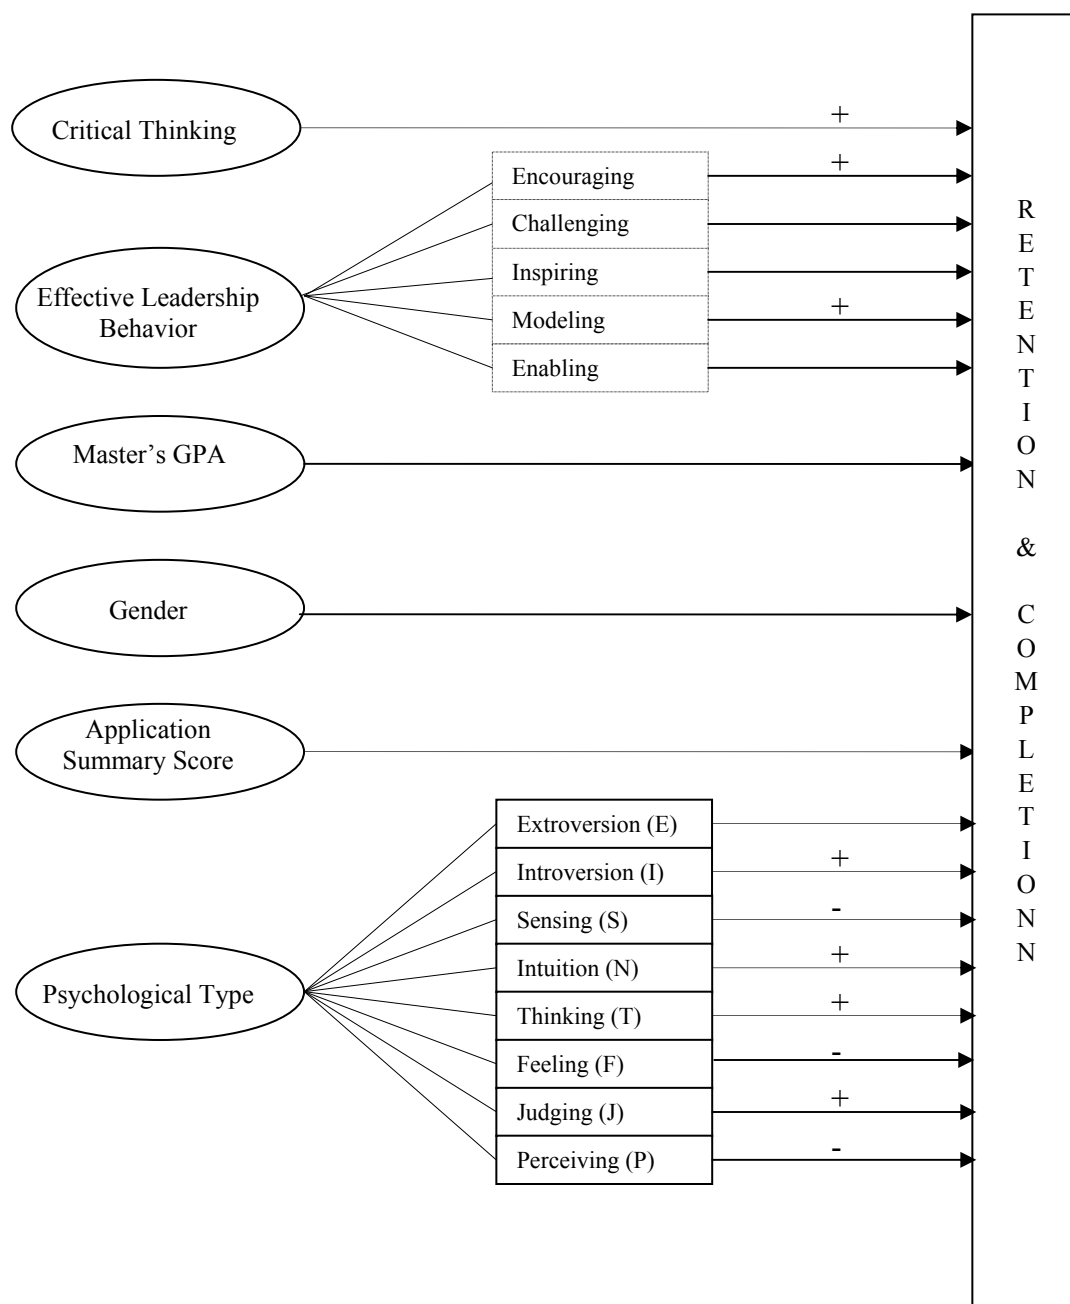 Critical Thinking
+
Encouraging
+
Challenging
Inspiring
Modeling
+
Enabling
Effective Leadership
Behavior
Master’s GPA
Gender
Application
Summary Score
Psychological Type
Extroversion (E)
Introversion (I)
+
Sensing (S)
-
Intuition (N)
+
Thinking (T)
+
Feeling (F)
-
Judging (J)
+
Perceiving (P)
-
R
E
T
E
N
T
I
O
N
&
C
O
M
P
L
E
T
I
O
N
N